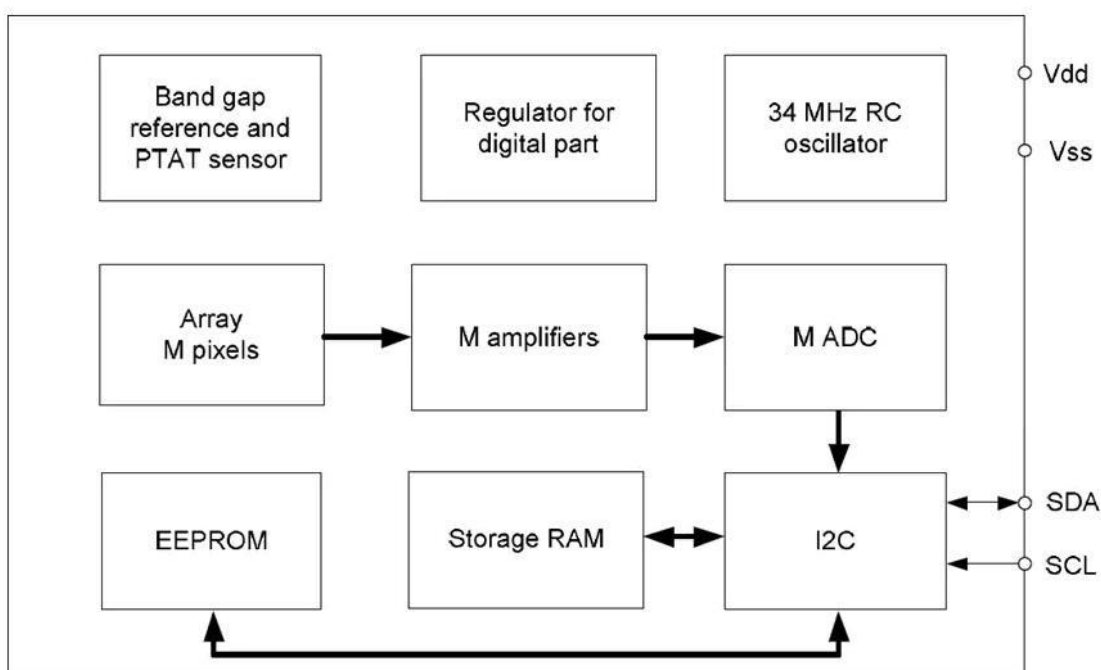 Band gap
reference and
PTAT sensor
Regulator for
digital part
34 MHz RC
oscillator
Vdd
Vss
Array
M pixels
M amplifiers
M ADC
EEPROM
Storage RAM
I2C
SDA
SCL